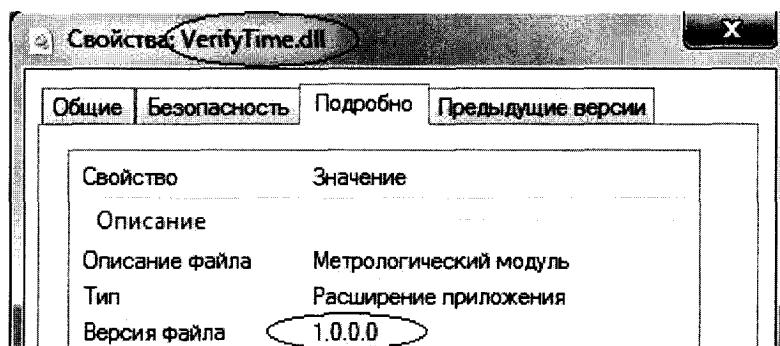 Свойства: VerifyTime.dll
X
Общие Безопасность Подробно Предыдущие версии
Свойство Значение
Описание
Описание файла Метрологический модуль
Тип Расширение приложения
Версия файла 1.0.0.0